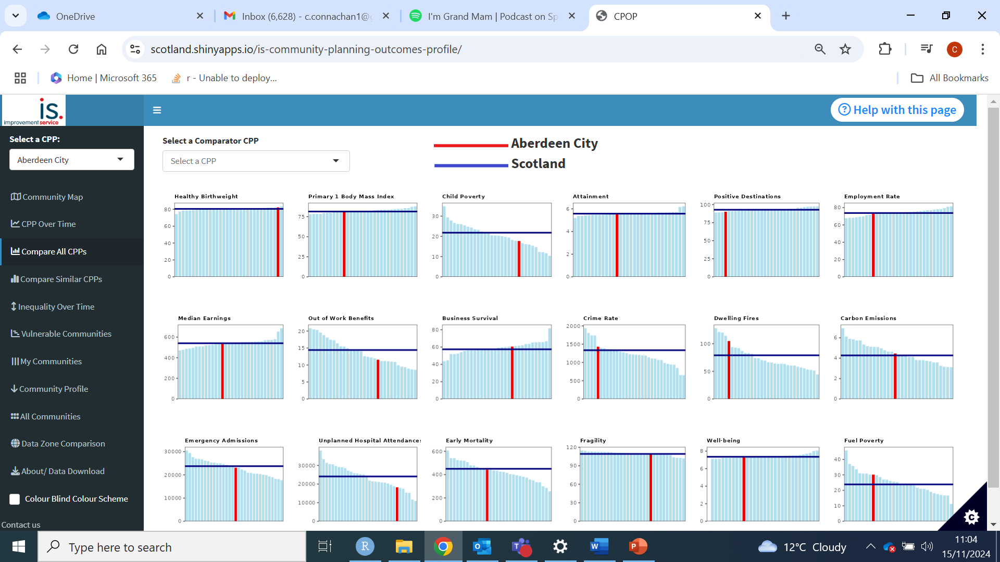 OneDrive
Inbox (6,628) - c.connachan1@
I'm Grand Mam | Podcast on Sp
CPOP
scotland.shinyapps.io/is-community-planning-outcomes-profile/
C
Home | Microsoft 365
r - Unable to deploy...
All Bookmarks
is.
improvementservice
Help with this page
Select a CPP:
Aberdeen City
Community Map
CPP Over Time
Compare All CPPs
Compare Similar CPPs
Inequality Over Time
Vulnerable Communities
My Communities
Community Profile
All Communities
Data Zone Comparison
About/ Data Download
Colour Blind Colour Scheme
Contact us
Select a Comparator CPP
Select a CPP
Aberdeen City
Scotland
Healthy Birthweight
80
60
40
20
0
Primary 1 Body Mass Index
75
50
25
0
Child Poverty
30
20
10
0
Attainment
6
4
2
0
Positive Destinations
100
75
50
25
0
Employment Rate
80
60
40
20
0
Median Earnings
600
400
200
0
Out of Work Benefits
20
15
10
5
0
Business Survival
80
60
40
20
0
Crime Rate
2000
1500
1000
500
0
Dwelling Fires
100
50
0
Carbon Emissions
6
4
2
0
Emergency Admissions
30000
20000
10000
0
Unplanned Hospital Attendances
30000
20000
10000
0
Early Mortality
600
400
200
0
Fragility
120
90
60
30
0
Well-being
8
6
4
2
0
Fuel Poverty
40
30
20
10
0
Type here to search
12°C Cloudy
11:04
15/11/2024